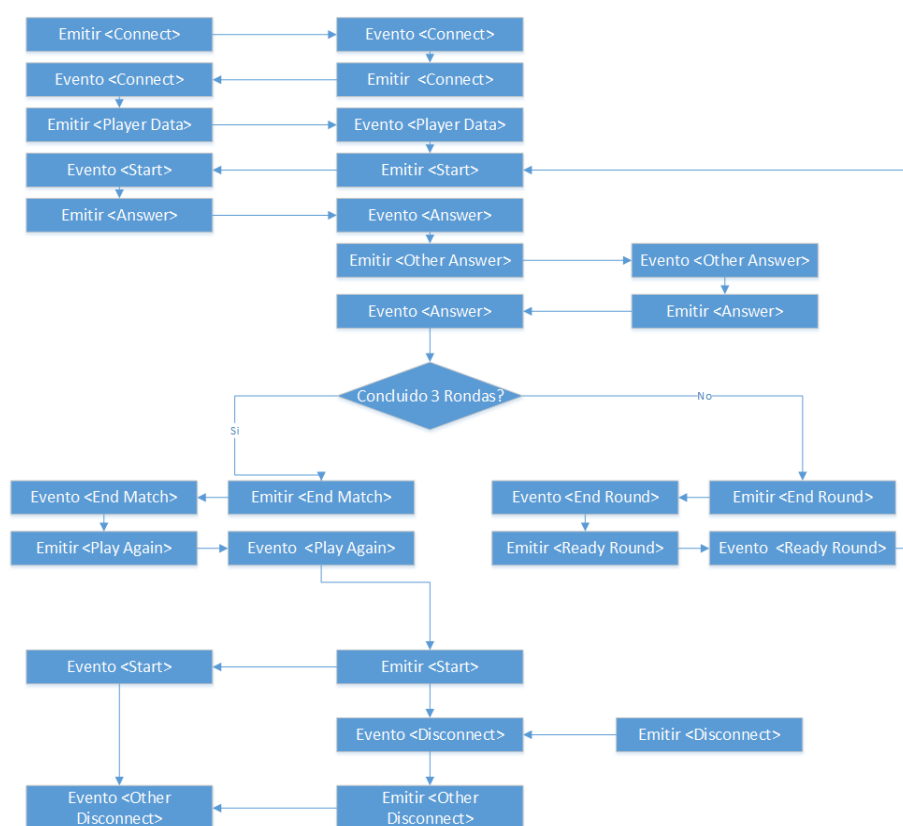 Emitir <Connect>
Evento <Connect>
Evento <Connect>
Emitir <Connect>
Emitir <Player Data>
Evento <Player Data>
Evento <Start>
Emitir <Start>
Emitir <Answer>
Evento <Answer>
Emitir <Other Answer>
Evento <Other Answer>
Evento <Answer>
Emitir <Answer>
Concluido 3 Rondas?
No
Si
Evento <End Match>
Emitir <End Match>
Evento <End Round>
Emitir <End Round>
Emitir <Play Again>
Evento <Play Again>
Emitir <Ready Round>
Evento <Ready Round>
Evento <Start>
Emitir <Start>
Evento <Disconnect>
Emitir <Disconnect>
Evento <Other
Disconnect>
Emitir <Other
Disconnect>